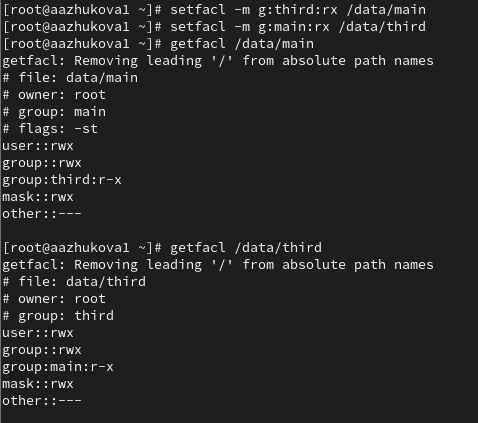 [root@aazhukova1 ~]# setfacl -m g:third:rx /data/main
[root@aazhukova1 ~]# setfacl -m g:main:rx /data/third
[root@aazhukova1 ~]# getfacl /data/main
getfacl: Removing leading '/' from absolute path names
# file: data/main
# owner: root
# group: main
# flags: -st
user::rwx
group::rwx
group:third:r-x
mask::rwx
other::---
[root@aazhukova1 ~]# getfacl /data/third
getfacl: Removing leading '/' from absolute path names
# file: data/third
# owner: root
# group: third
user::rwx
group::rwx
group:main:r-x
mask::rwx
other::---